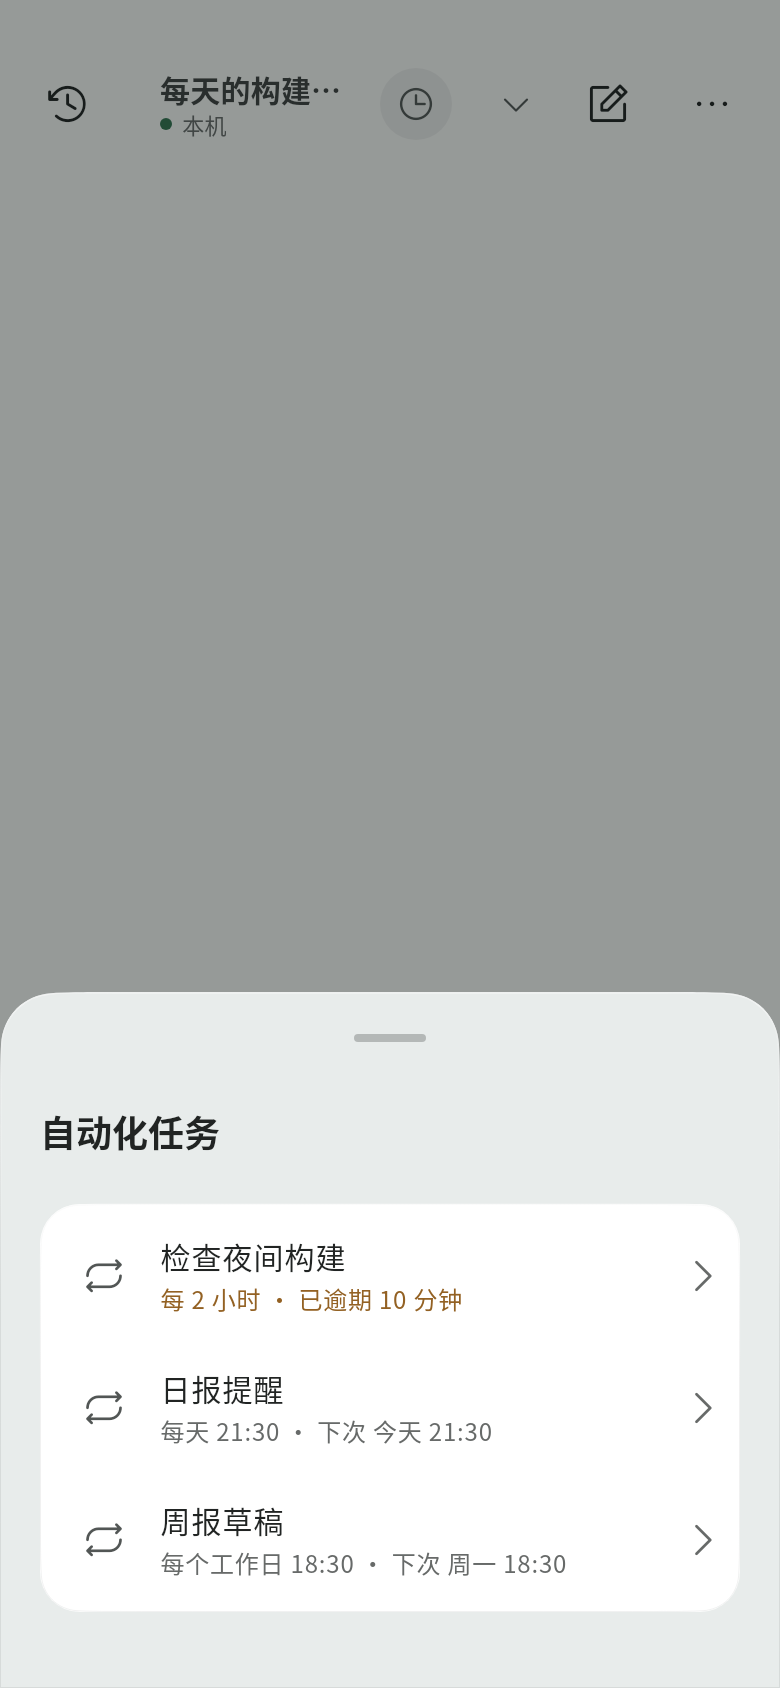 每天的构建…
本机
自动化任务
检查夜间构建
每 2 小时 · 已逾期 10 分钟
日报提醒
每天 21:30 · 下次 今天 21:30
周报草稿
每个工作日 18:30 · 下次 周一 18:30